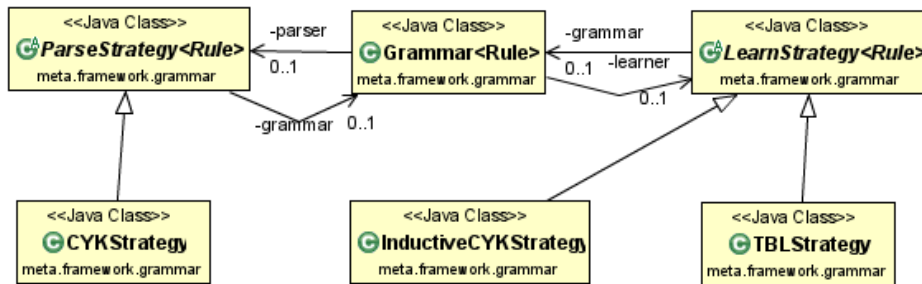 <<Java Class>>
ParseStrategy<Rule>
meta.framework.grammar
-parser
0..1
<<Java Class>>
Grammar<Rule>
meta.framework.grammar
-grammar
0..1
-learner
0..1
<<Java Class>>
LearnStrategy<Rule>
meta.framework.grammar
-grammar
0..1
<<Java Class>>
CYKStrategy
meta.framework.grammar
<<Java Class>>
InductiveCYKStrategy
meta.framework.grammar
<<Java Class>>
TBLStrategy
meta.framework.grammar